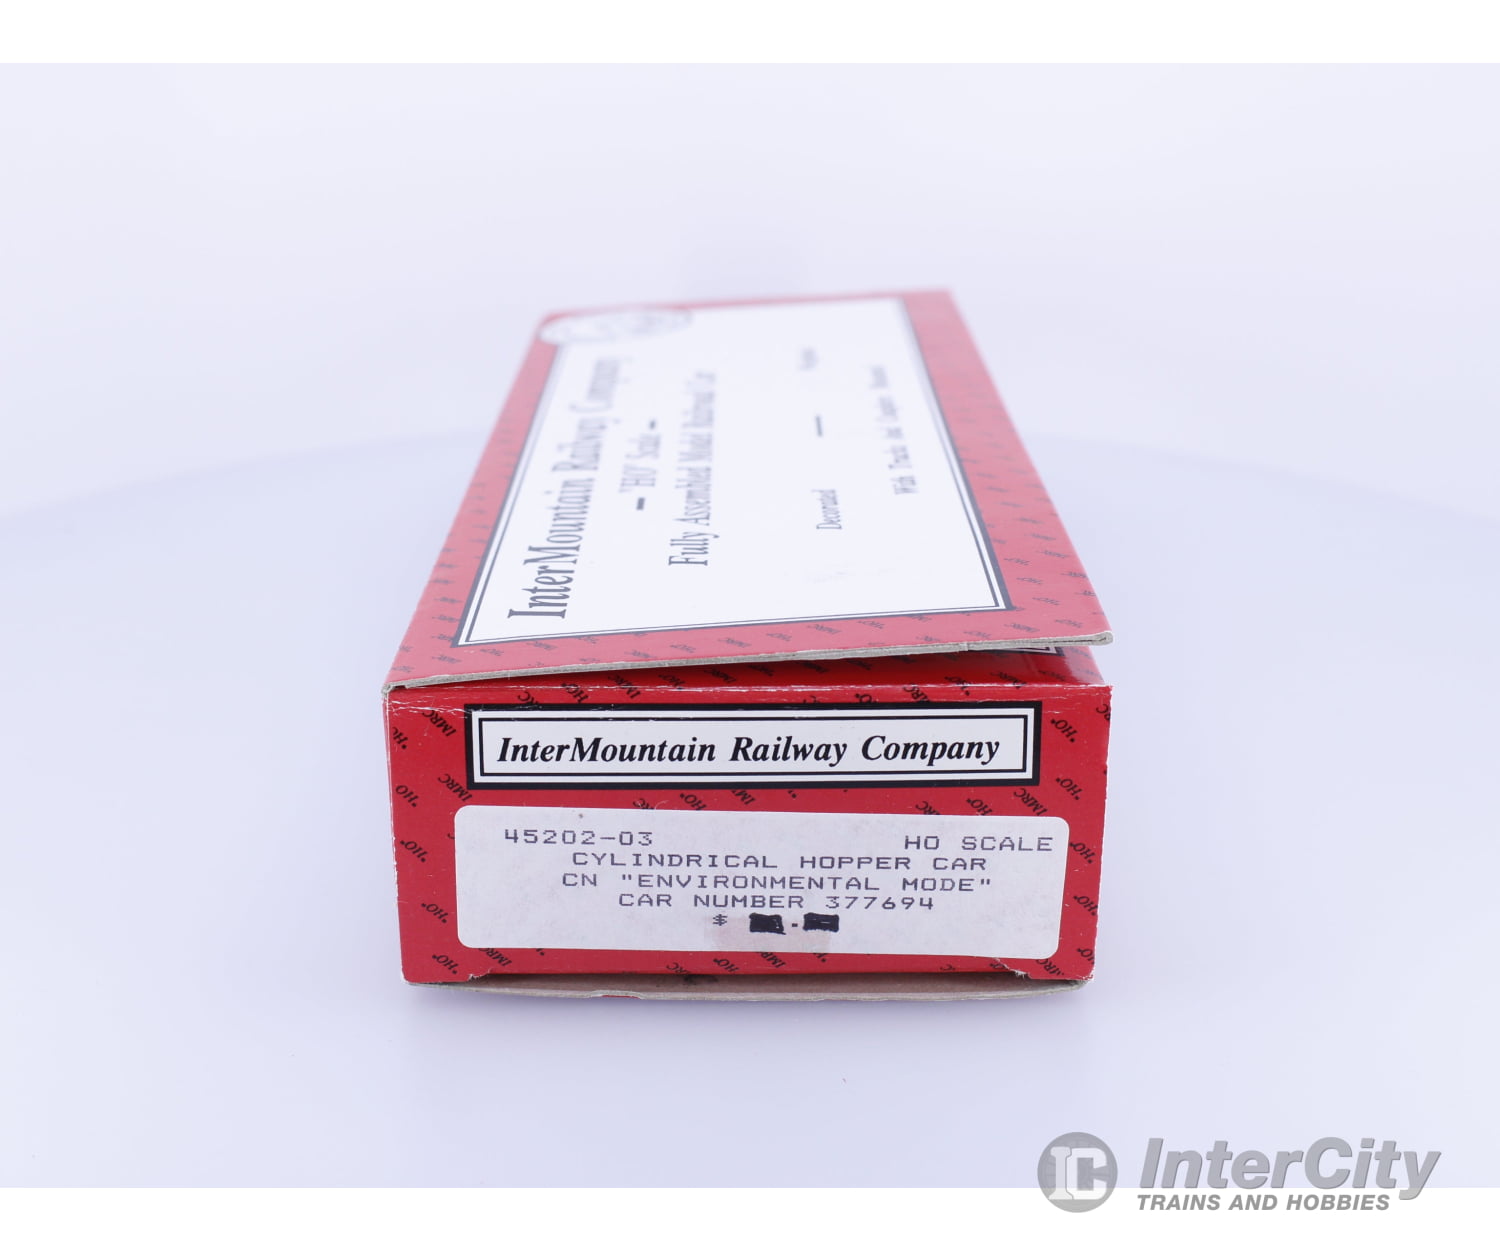 InterMountain Railway Company
"HO" Scale
Fully Assembled Model Railroad Car
Decorated
With Trucks And Couplers
InterMountain Railway Company
45202-03 HO SCALE
CYLINDRICAL HOPPER CAR
CN "ENVIRONMENTAL MODE"
CAR NUMBER 377694
$ .
IC InterCity
TRAINS AND HOBBIES